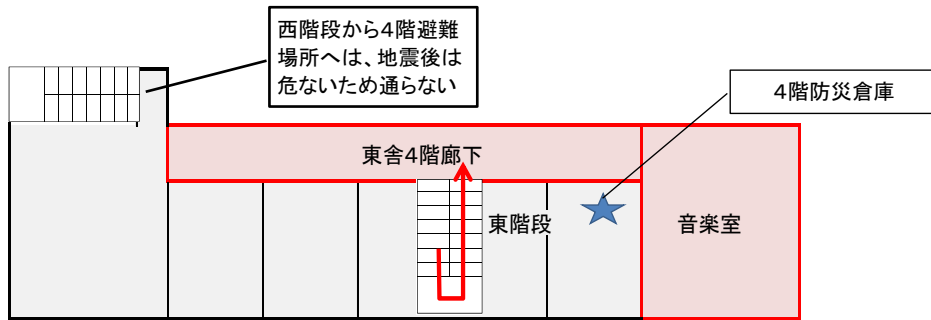 西階段から4階避難
場所へは、地震後は
危ないため通らない
4階防災倉庫
東舎4階廊下
東階段
音楽室